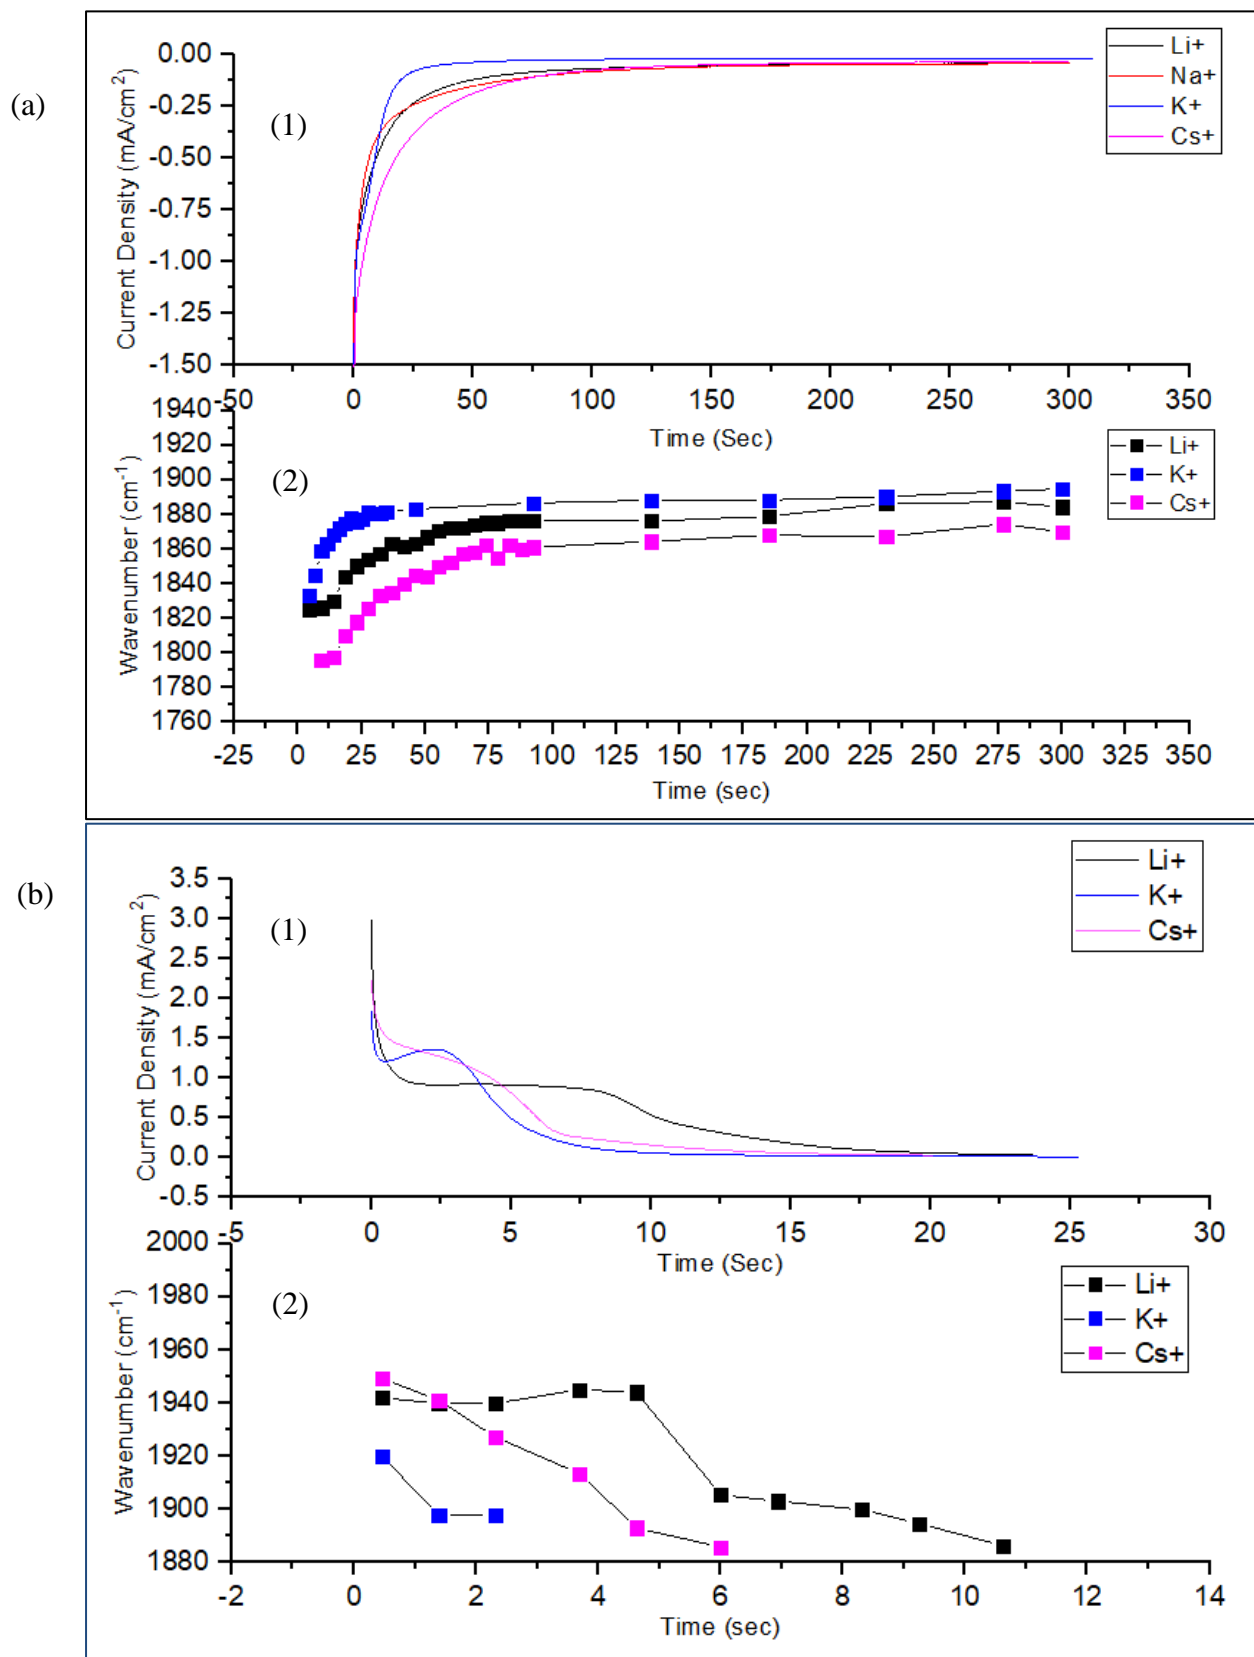 (a)
(1)
Current Density (mA/cm²)
0.00
-0.25
-0.50
-0.75
-1.00
-1.25
-1.50
Li+
Na+
K+
Cs+
-50 0 50 100 150 200 250 300 350
Time (Sec)
(2)
Wavenumber (cm⁻¹)
1940
1920
1900
1880
1860
1840
1820
1800
1780
1760
Li+
K+
Cs+
-25 0 25 50 75 100 125 150 175 200 225 250 275 300 325 350
Time (sec)
(b)
(1)
Current Density (mA/cm²)
3.5
3.0
2.5
2.0
1.5
1.0
0.5
0.0
-0.5
Li+
K+
Cs+
-5 0 5 10 15 20 25 30
Time (Sec)
(2)
Wavenumber (cm⁻¹)
2000
1980
1960
1940
1920
1900
1880
Li+
K+
Cs+
-2 0 2 4 6 8 10 12 14
Time (sec)